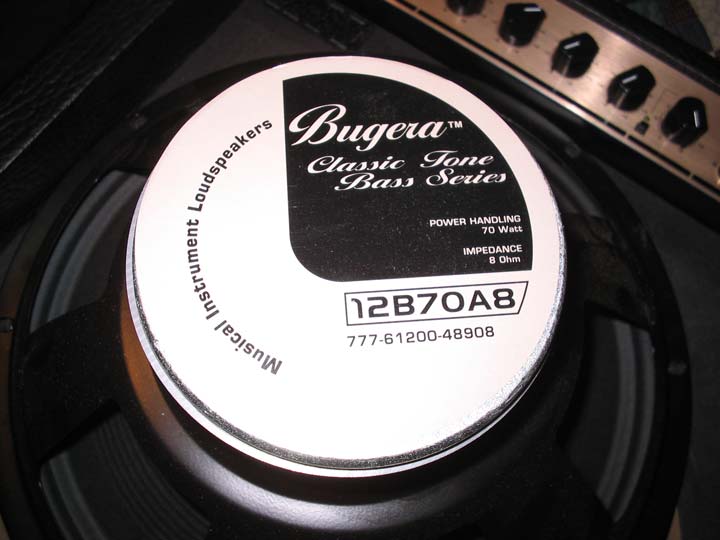 Musical Instrument Loudspeakers
Bugera™
Classic Tone
Bass Series
POWER HANDLING
70 Watt
IMPEDANCE
8 Ohm
12B70A8
777-61200-48908